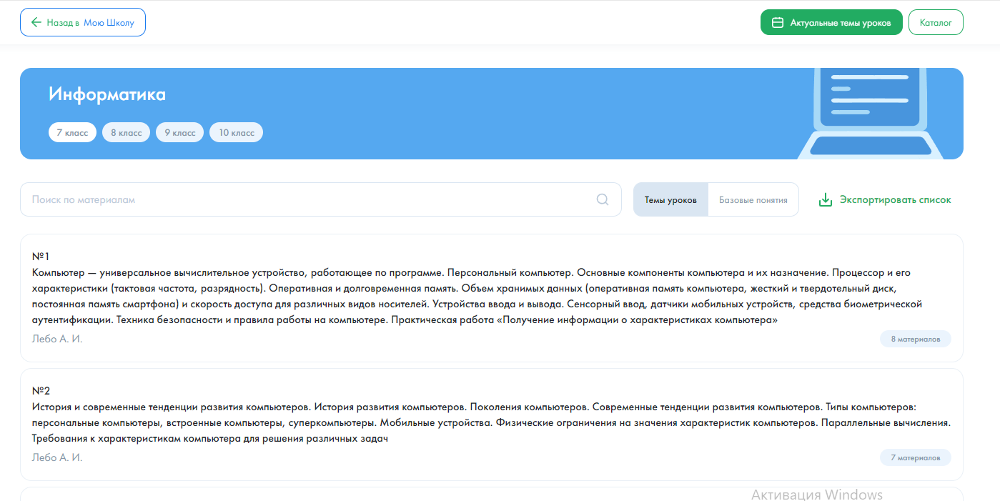 Назад в Мою Школу
Актуальные темы уроков
Каталог
Информатика
7 класс
8 класс
9 класс
10 класс
Поиск по материалам
Темы уроков
Базовые понятия
Экспортировать список
№1
Компьютер — универсальное вычислительное устройство, работающее по программе. Персональный компьютер. Основные компоненты компьютера и их назначение. Процессор и его
характеристики (тактовая частота, разрядность). Оперативная и долговременная память. Объем хранимых данных (оперативная память компьютера, жесткий и твердотельный диск,
постоянная память смартфона) и скорость доступа для различных видов носителей. Устройства ввода и вывода. Сенсорный ввод, датчики мобильных устройств, средства биометрической
аутентификации. Техника безопасности и правила работы на компьютере. Практическая работа «Получение информации о характеристиках компьютера»
Лебо А. И.
8 материалов
№2
История и современные тенденции развития компьютеров. История развития компьютеров. Поколения компьютеров. Современные тенденции развития компьютеров. Типы компьютеров:
персональные компьютеры, встроенные компьютеры, суперкомпьютеры. Мобильные устройства. Физические ограничения на значения характеристик компьютеров. Параллельные вычисления.
Требования к характеристикам компьютера для решения различных задач
Лебо А. И.
7 материалов
Активация Windows